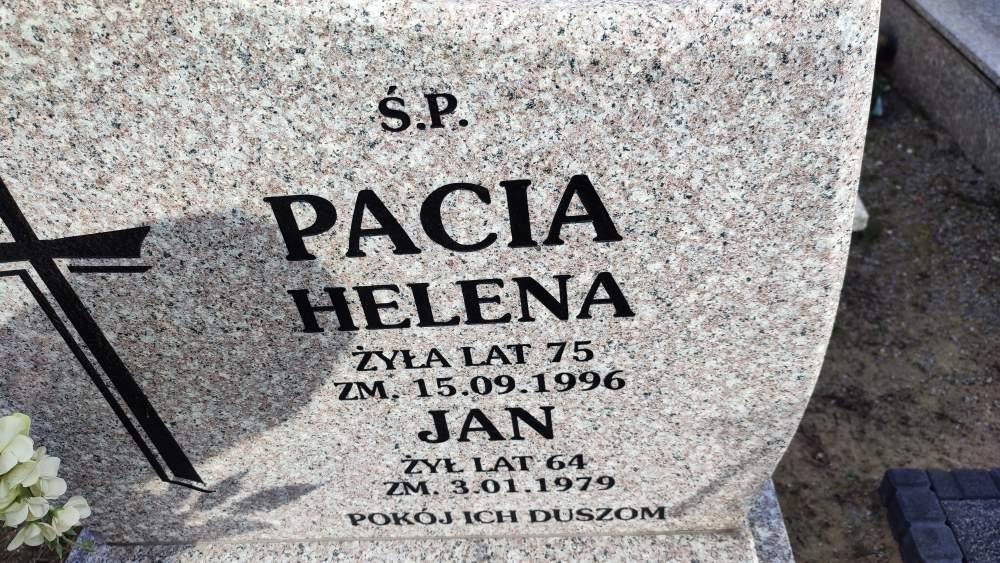 Ś.P.
PACIA
HELENA
ŻYŁA LAT 75
ZM. 15.09.1996
JAN
ŻYŁ LAT 64
ZM. 3.01.1979
POKÓJ ICH DUSZOM